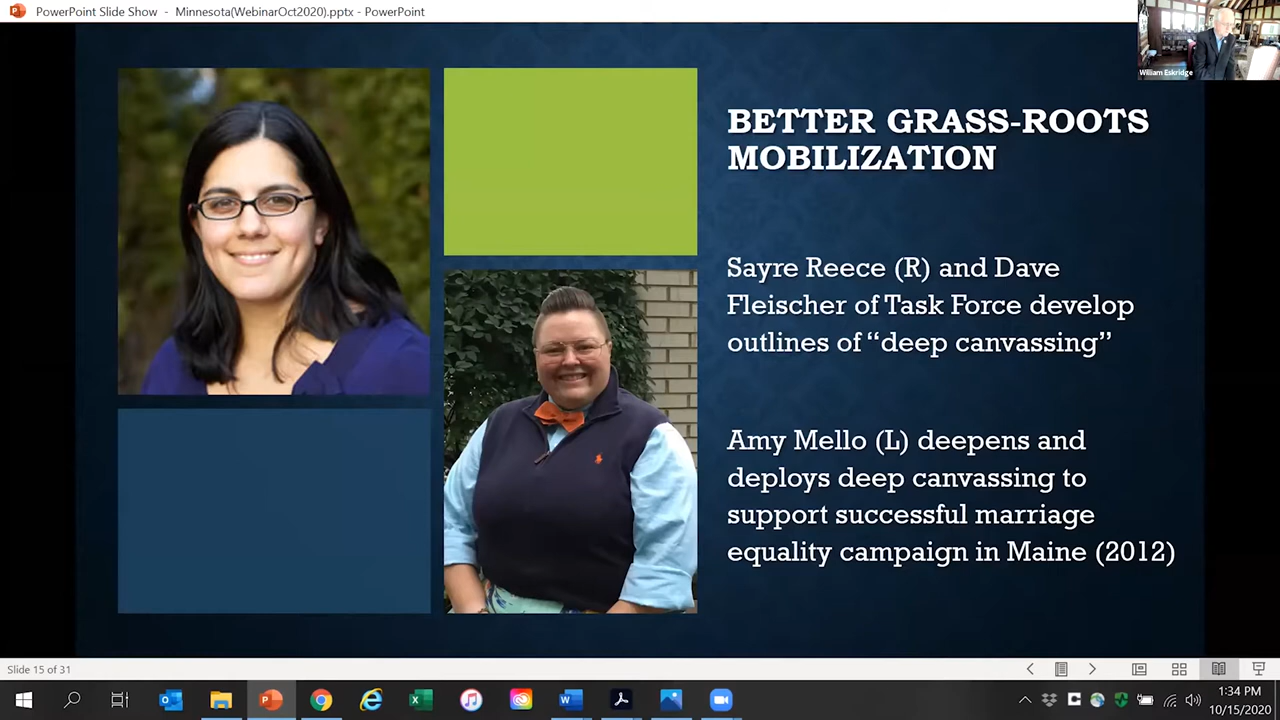 PowerPoint Slide Show - Minnesota(WebinarOct2020).pptx - PowerPoint
William Eskridge
BETTER GRASS-ROOTS
MOBILIZATION
Sayre Reece (R) and Dave
Fleischer of Task Force develop
outlines of “deep canvassing”
Amy Mello (L) deepens and
deploys deep canvassing to
support successful marriage
equality campaign in Maine (2012)
Slide 15 of 31
1:34 PM
10/15/2020